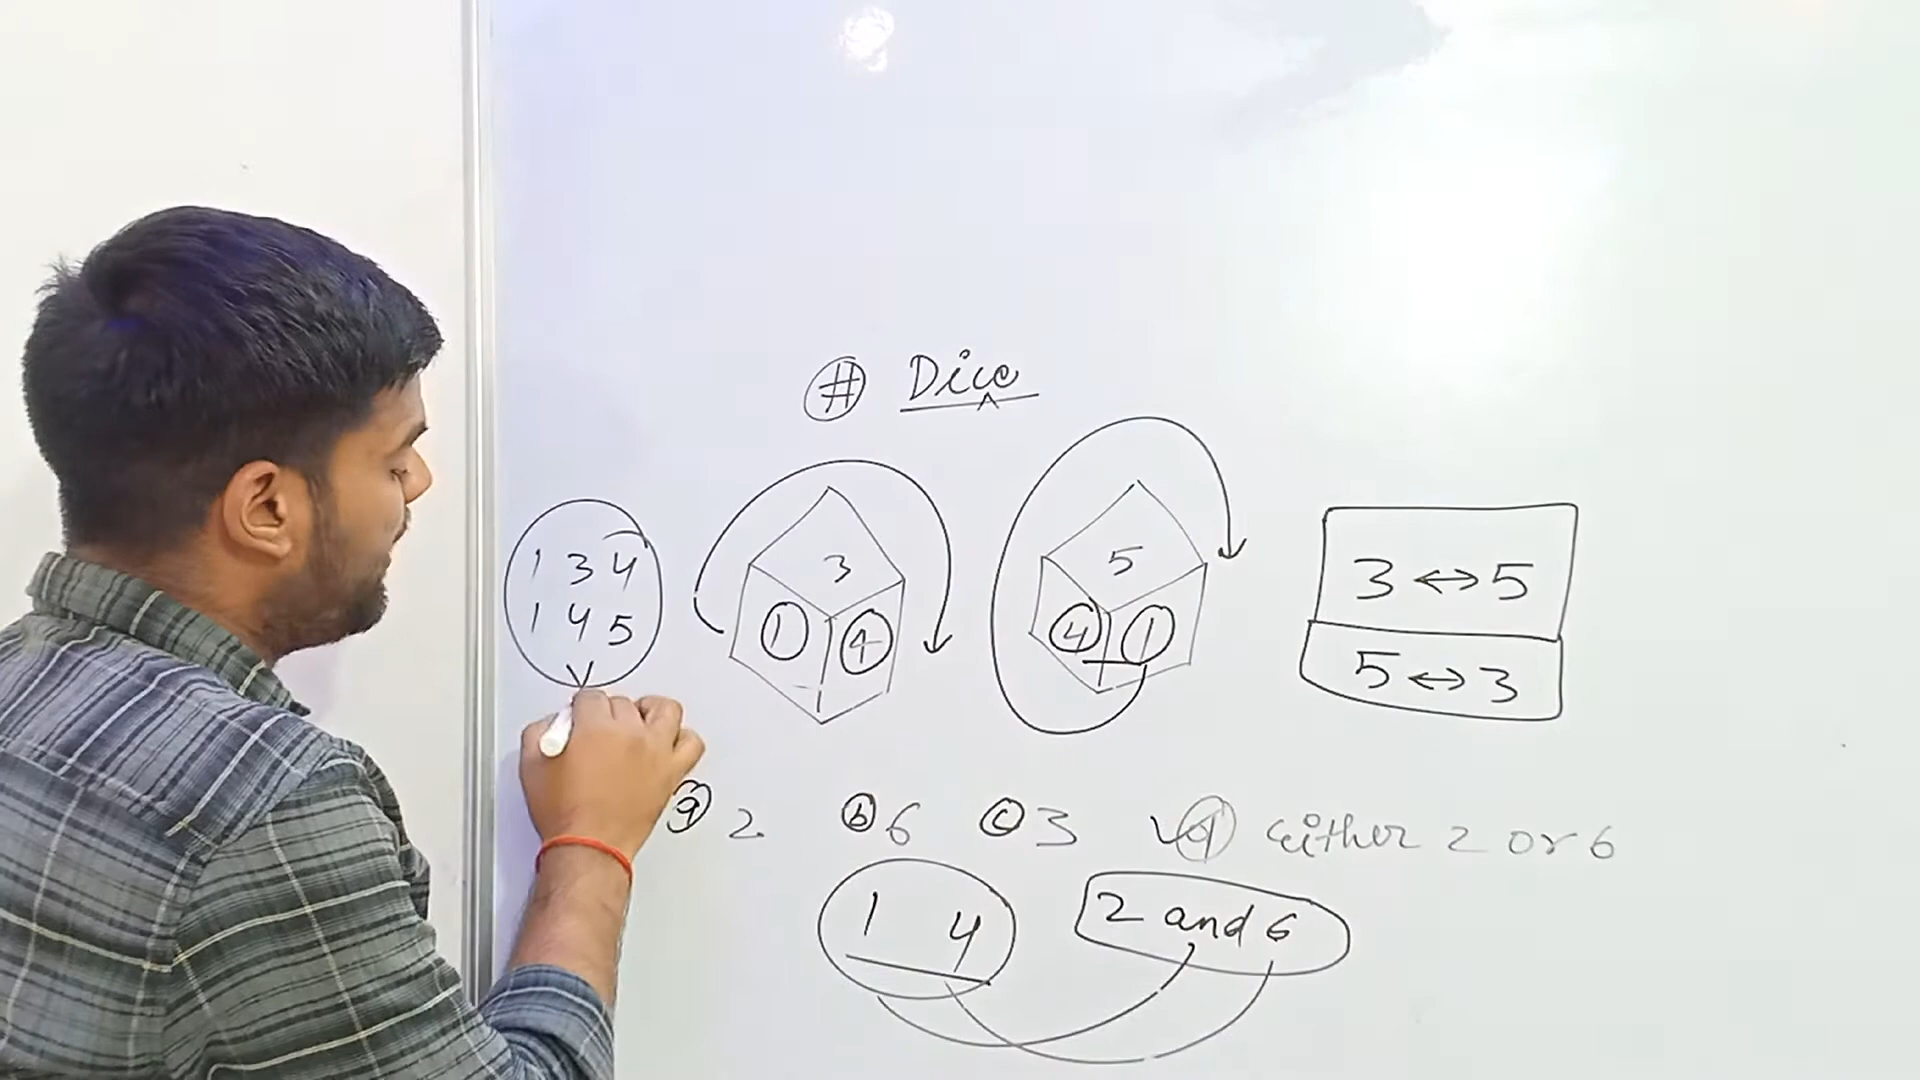 # Dice
1 3 4
1 4 5
3
1 4
5
4 1
3 ↔ 5
5 ↔ 3
a 2 b 6 c 3 d either 2 or 6
1 4 2 and 6